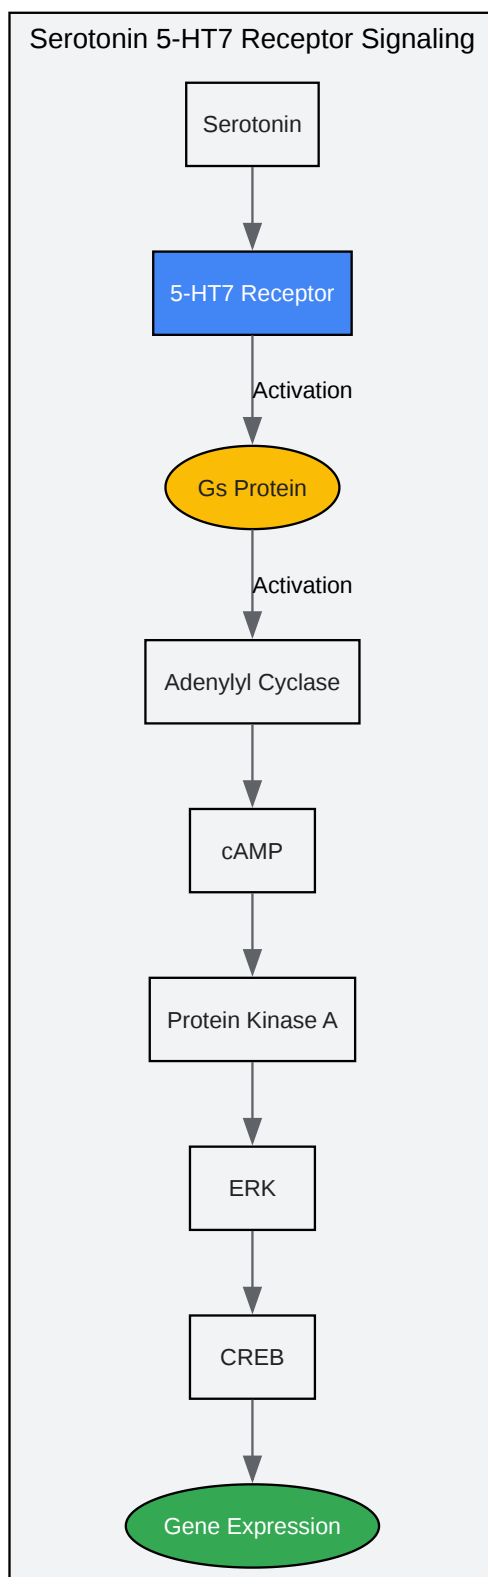 Serotonin 5-HT7 Receptor Signaling
Serotonin
5-HT7 Receptor
Activation
Gs Protein
Activation
Adenylyl Cyclase
cAMP
Protein Kinase A
ERK
CREB
Gene Expression